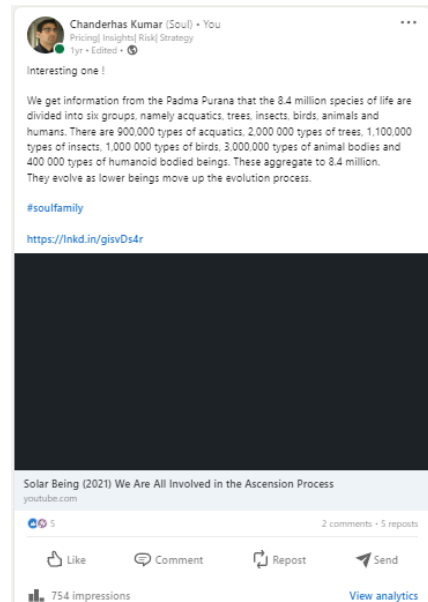 Chanderhas Kumar (Soul) • You
Pricing| Insights| Risk| Strategy
1yr • Edited •
Interesting one !
We get information from the Padma Purana that the 8.4 million species of life are
divided into six groups, namely acquatics, trees, insects, birds, animals and
humans. There are 900,000 types of acquatics, 2,000 000 types of trees, 1,100,000
types of insects, 1,000 000 types of birds, 3,000,000 types of animal bodies and
400 000 types of humanoid bodied beings. These aggregate to 8.4 million.
They evolve as lower beings move up the evolution process.
#soulfamily
https://lnkd.in/gisvDs4r
Solar Being (2021) We Are All Involved in the Ascension Process
youtube.com
5
2 comments • 5 reposts
Like
Comment
Repost
Send
754 impressions
View analytics